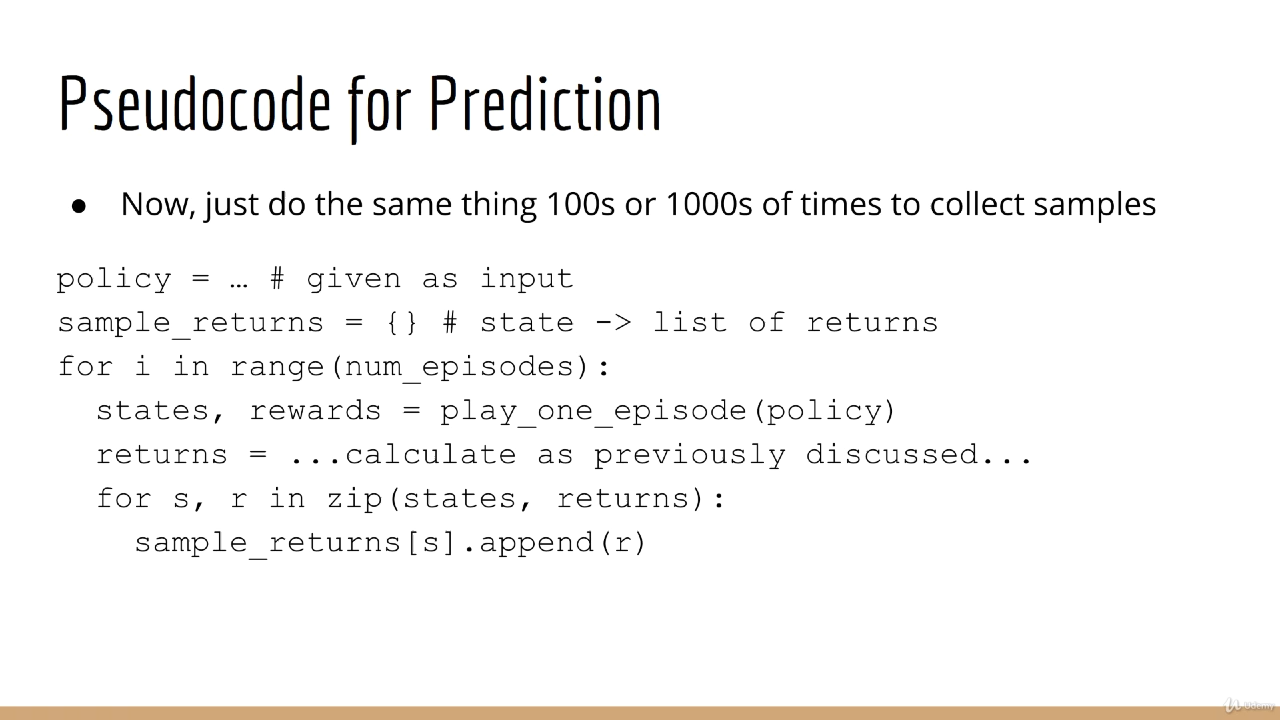 Pseudocode for Prediction
● Now, just do the same thing 100s or 1000s of times to collect samples
policy = … # given as input
sample_returns = {} # state -> list of returns
for i in range(num_episodes):
  states, rewards = play_one_episode(policy)
  returns = ...calculate as previously discussed...
  for s, r in zip(states, returns):
    sample_returns[s].append(r)
Udemy